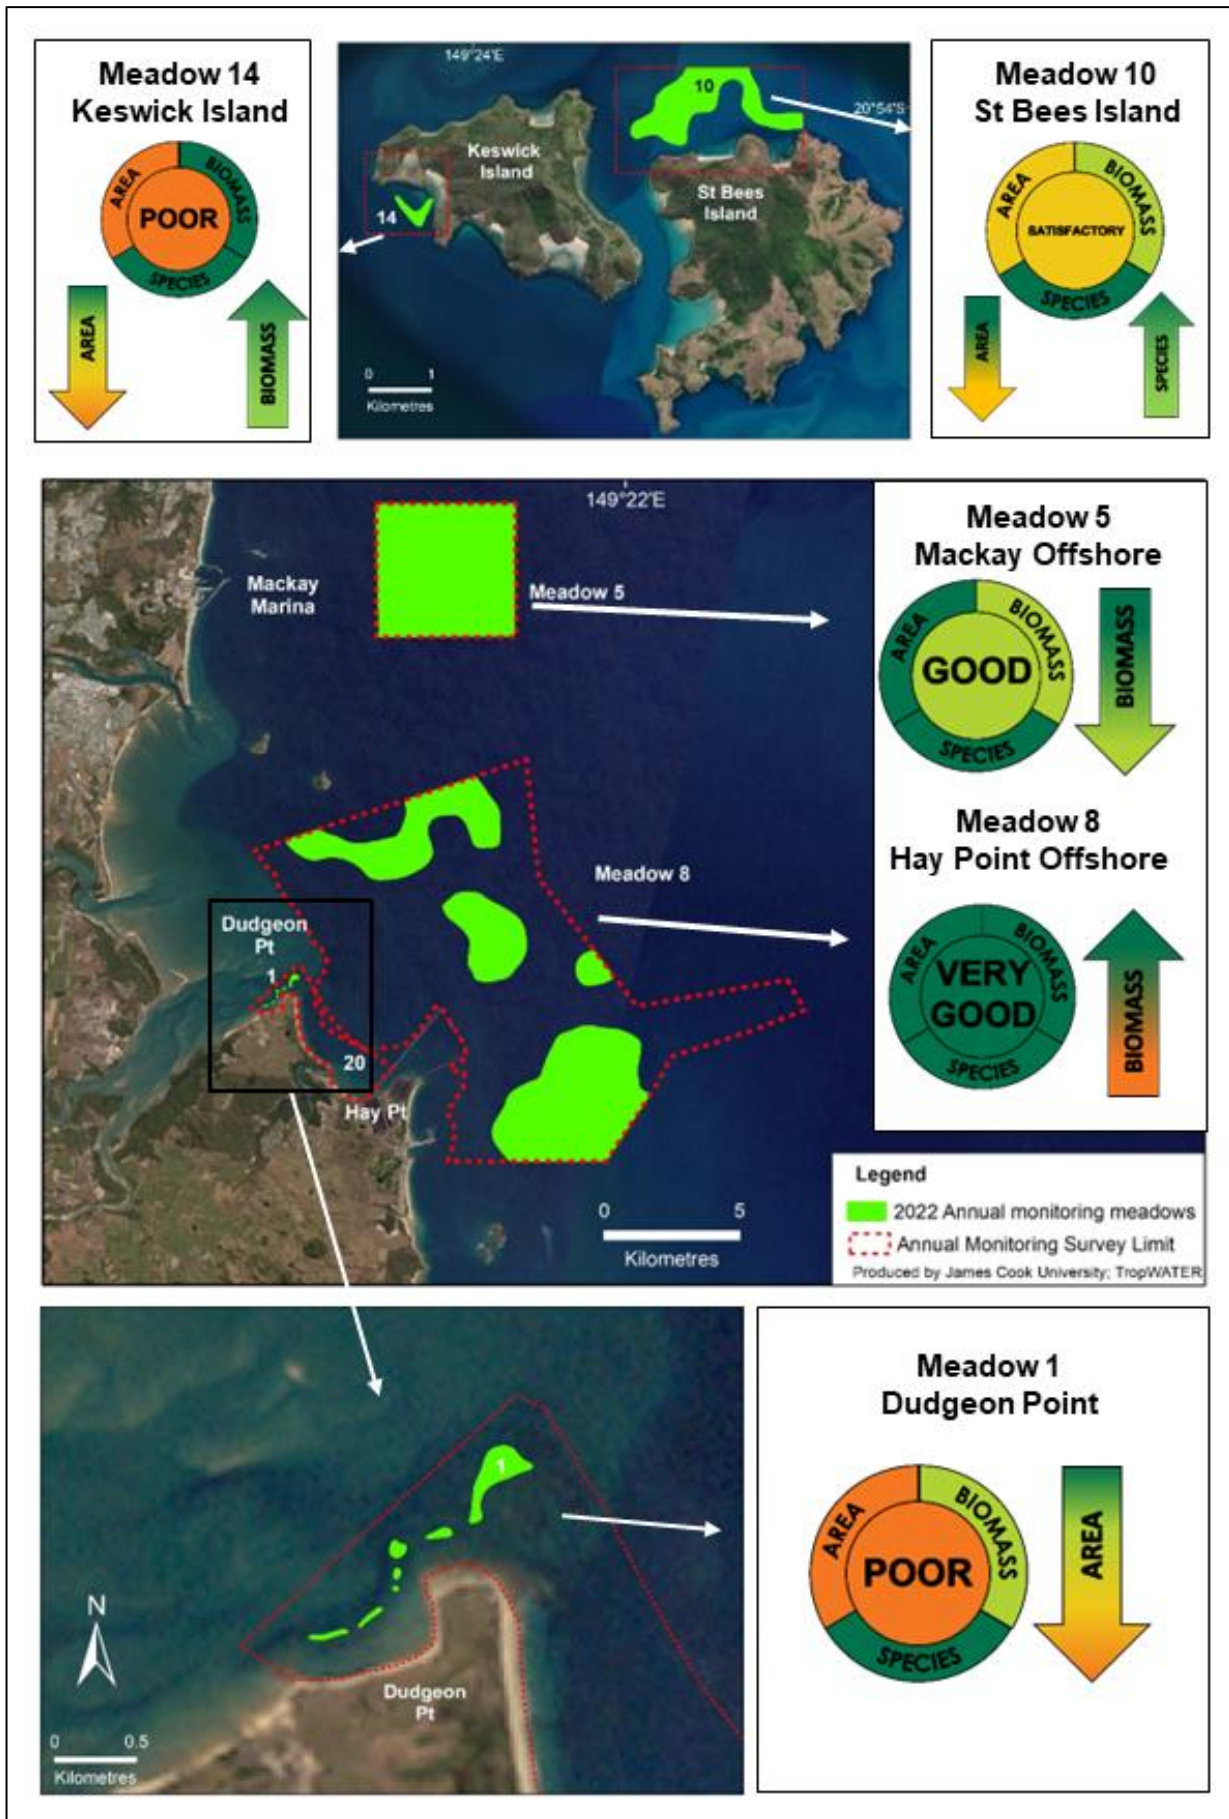 Meadow 14
Keswick Island
AREA
BIOMASS
POOR
SPECIES
AREA
BIOMASS
149°24'E
10
20°54'S
Keswick
Island
St Bees
Island
14
0 1
Kilometres
Meadow 10
St Bees Island
AREA
BIOMASS
SATISFACTORY
SPECIES
AREA
SPECIES
149°22'E
Mackay
Marina
Meadow 5
Meadow 8
Dudgeon
Pt
1
20
Hay Pt
0 5
Kilometres
Meadow 5
Mackay Offshore
AREA
BIOMASS
GOOD
SPECIES
BIOMASS
Meadow 8
Hay Point Offshore
AREA
BIOMASS
VERY
GOOD
SPECIES
BIOMASS
Legend
2022 Annual monitoring meadows
Annual Monitoring Survey Limit
Produced by James Cook University; TropWATER
1
N
Dudgeon
Pt
0 0.5
Kilometres
Meadow 1
Dudgeon Point
AREA
BIOMASS
POOR
SPECIES
AREA